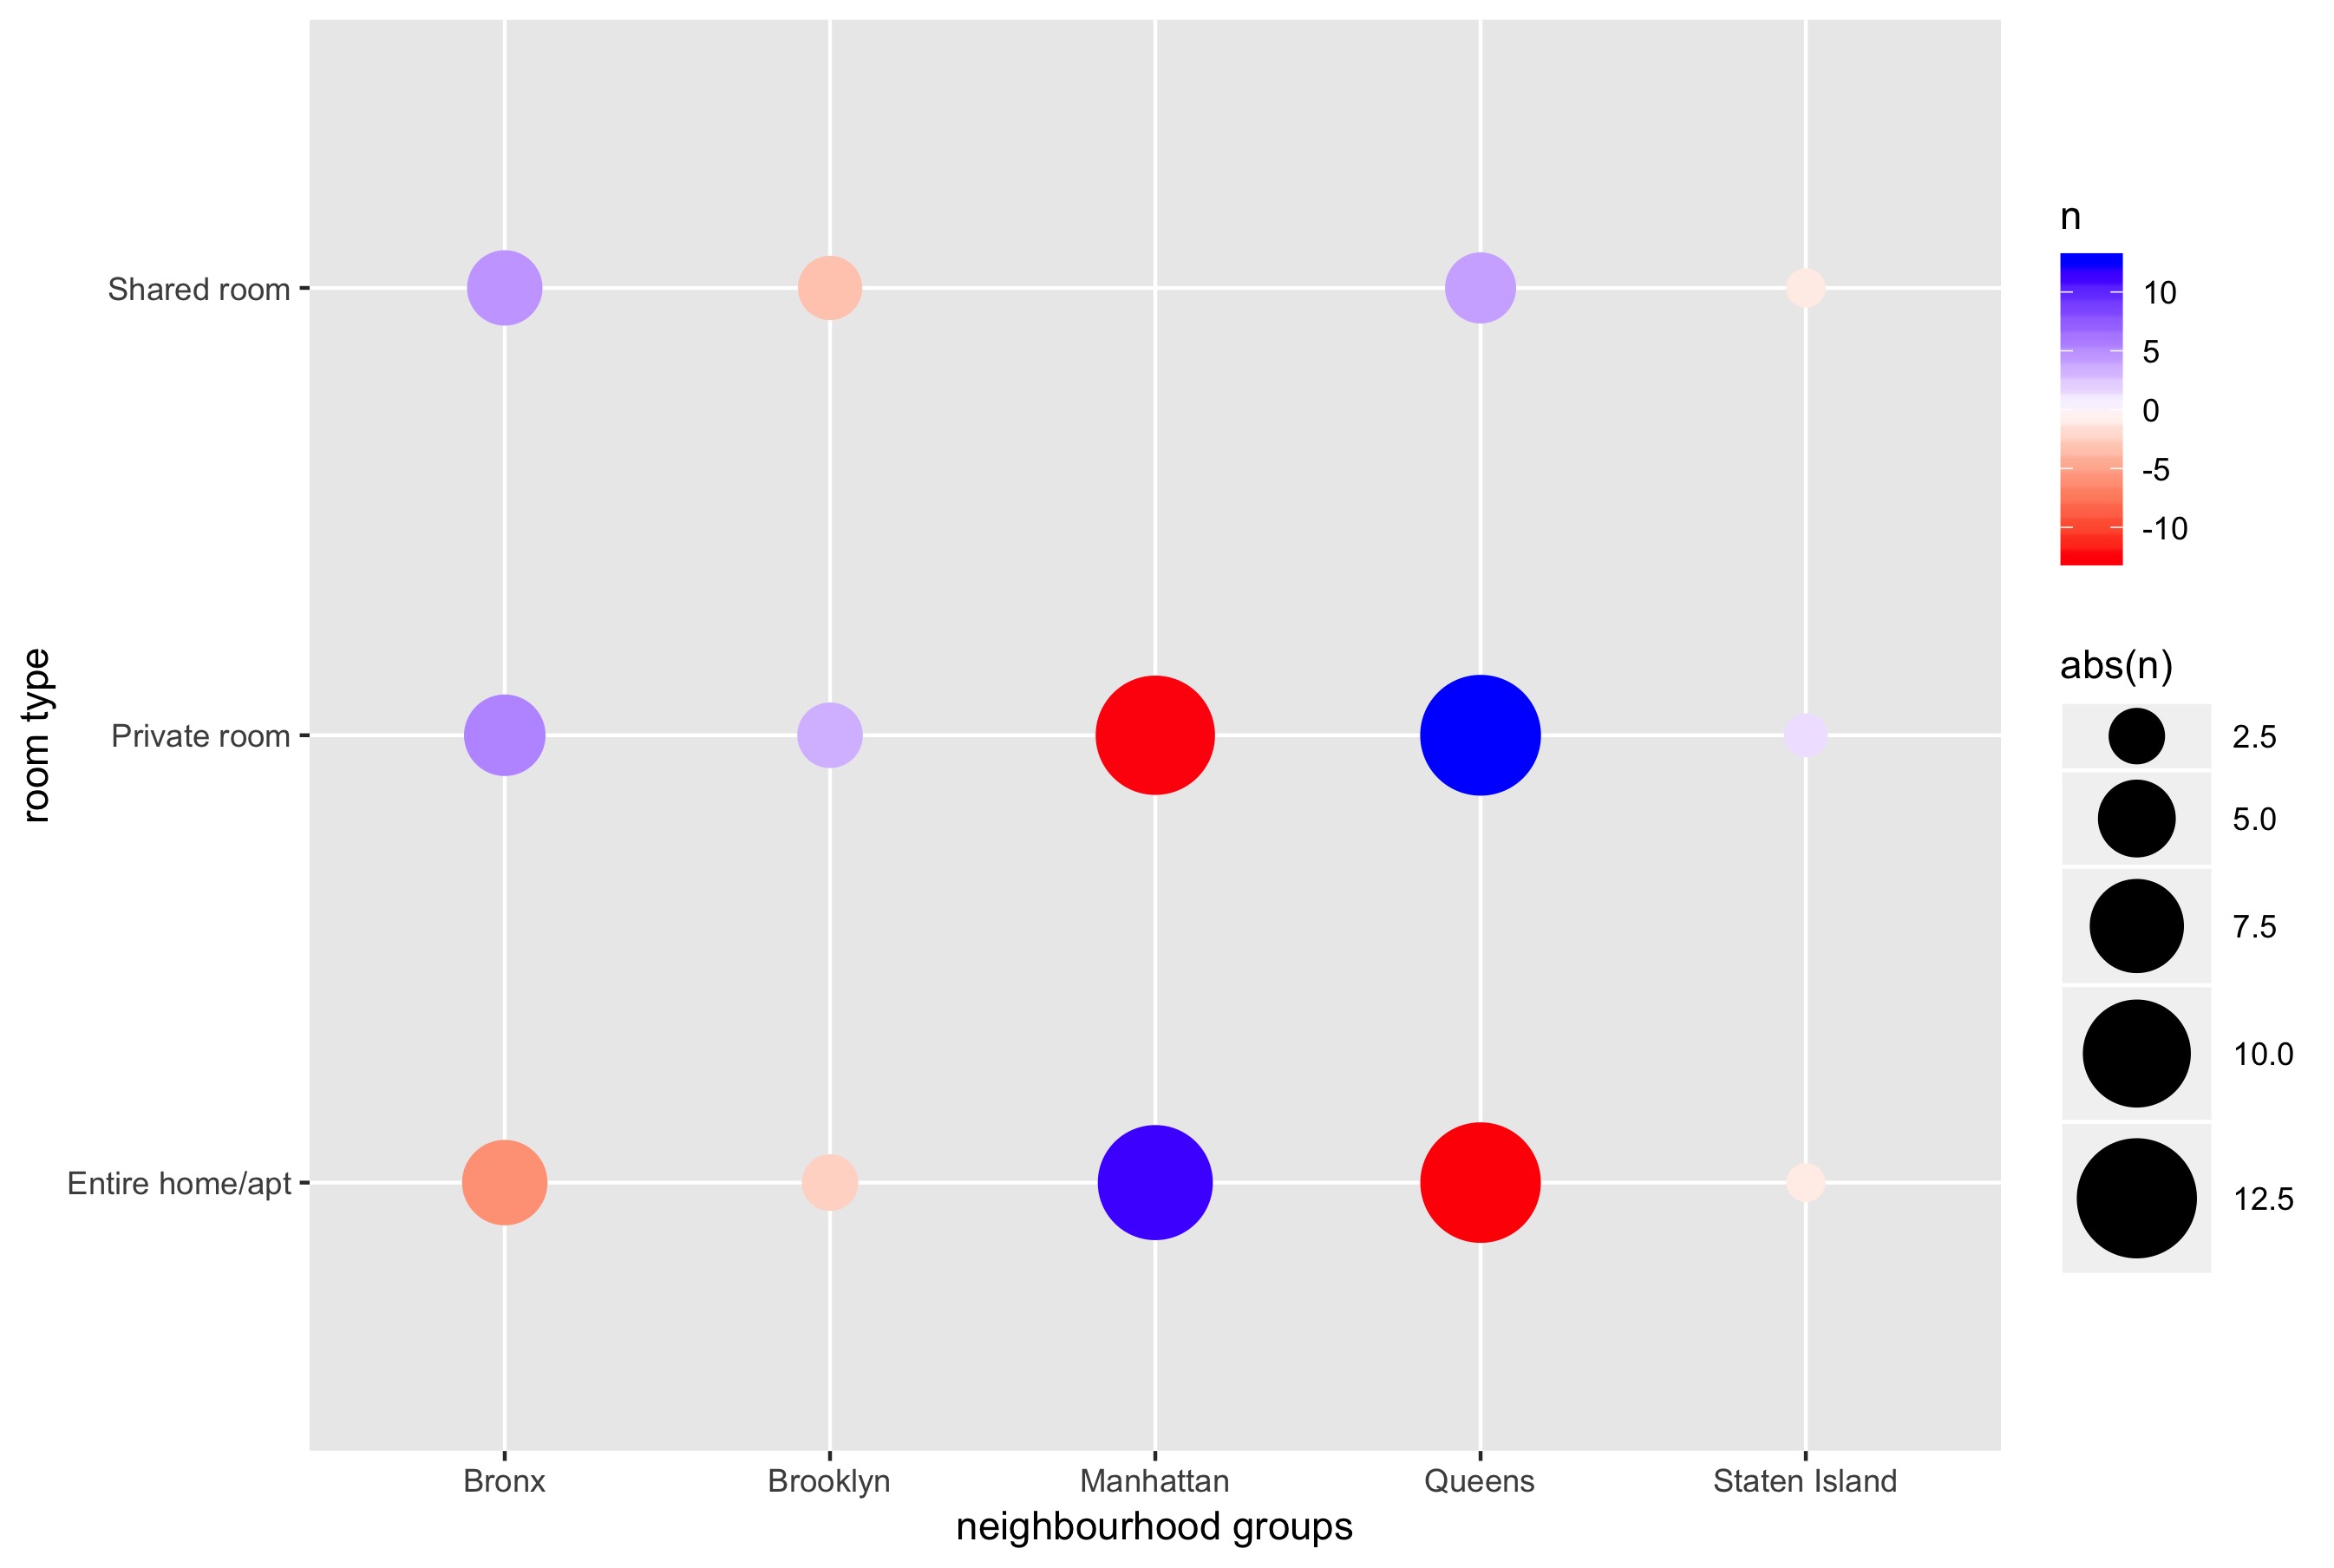 room type
Shared room
Private room
Entire home/apt
Bronx
Brooklyn
Manhattan
Queens
Staten Island
neighbourhood groups
n
10
5
0
-5
-10
abs(n)
2.5
5.0
7.5
10.0
12.5